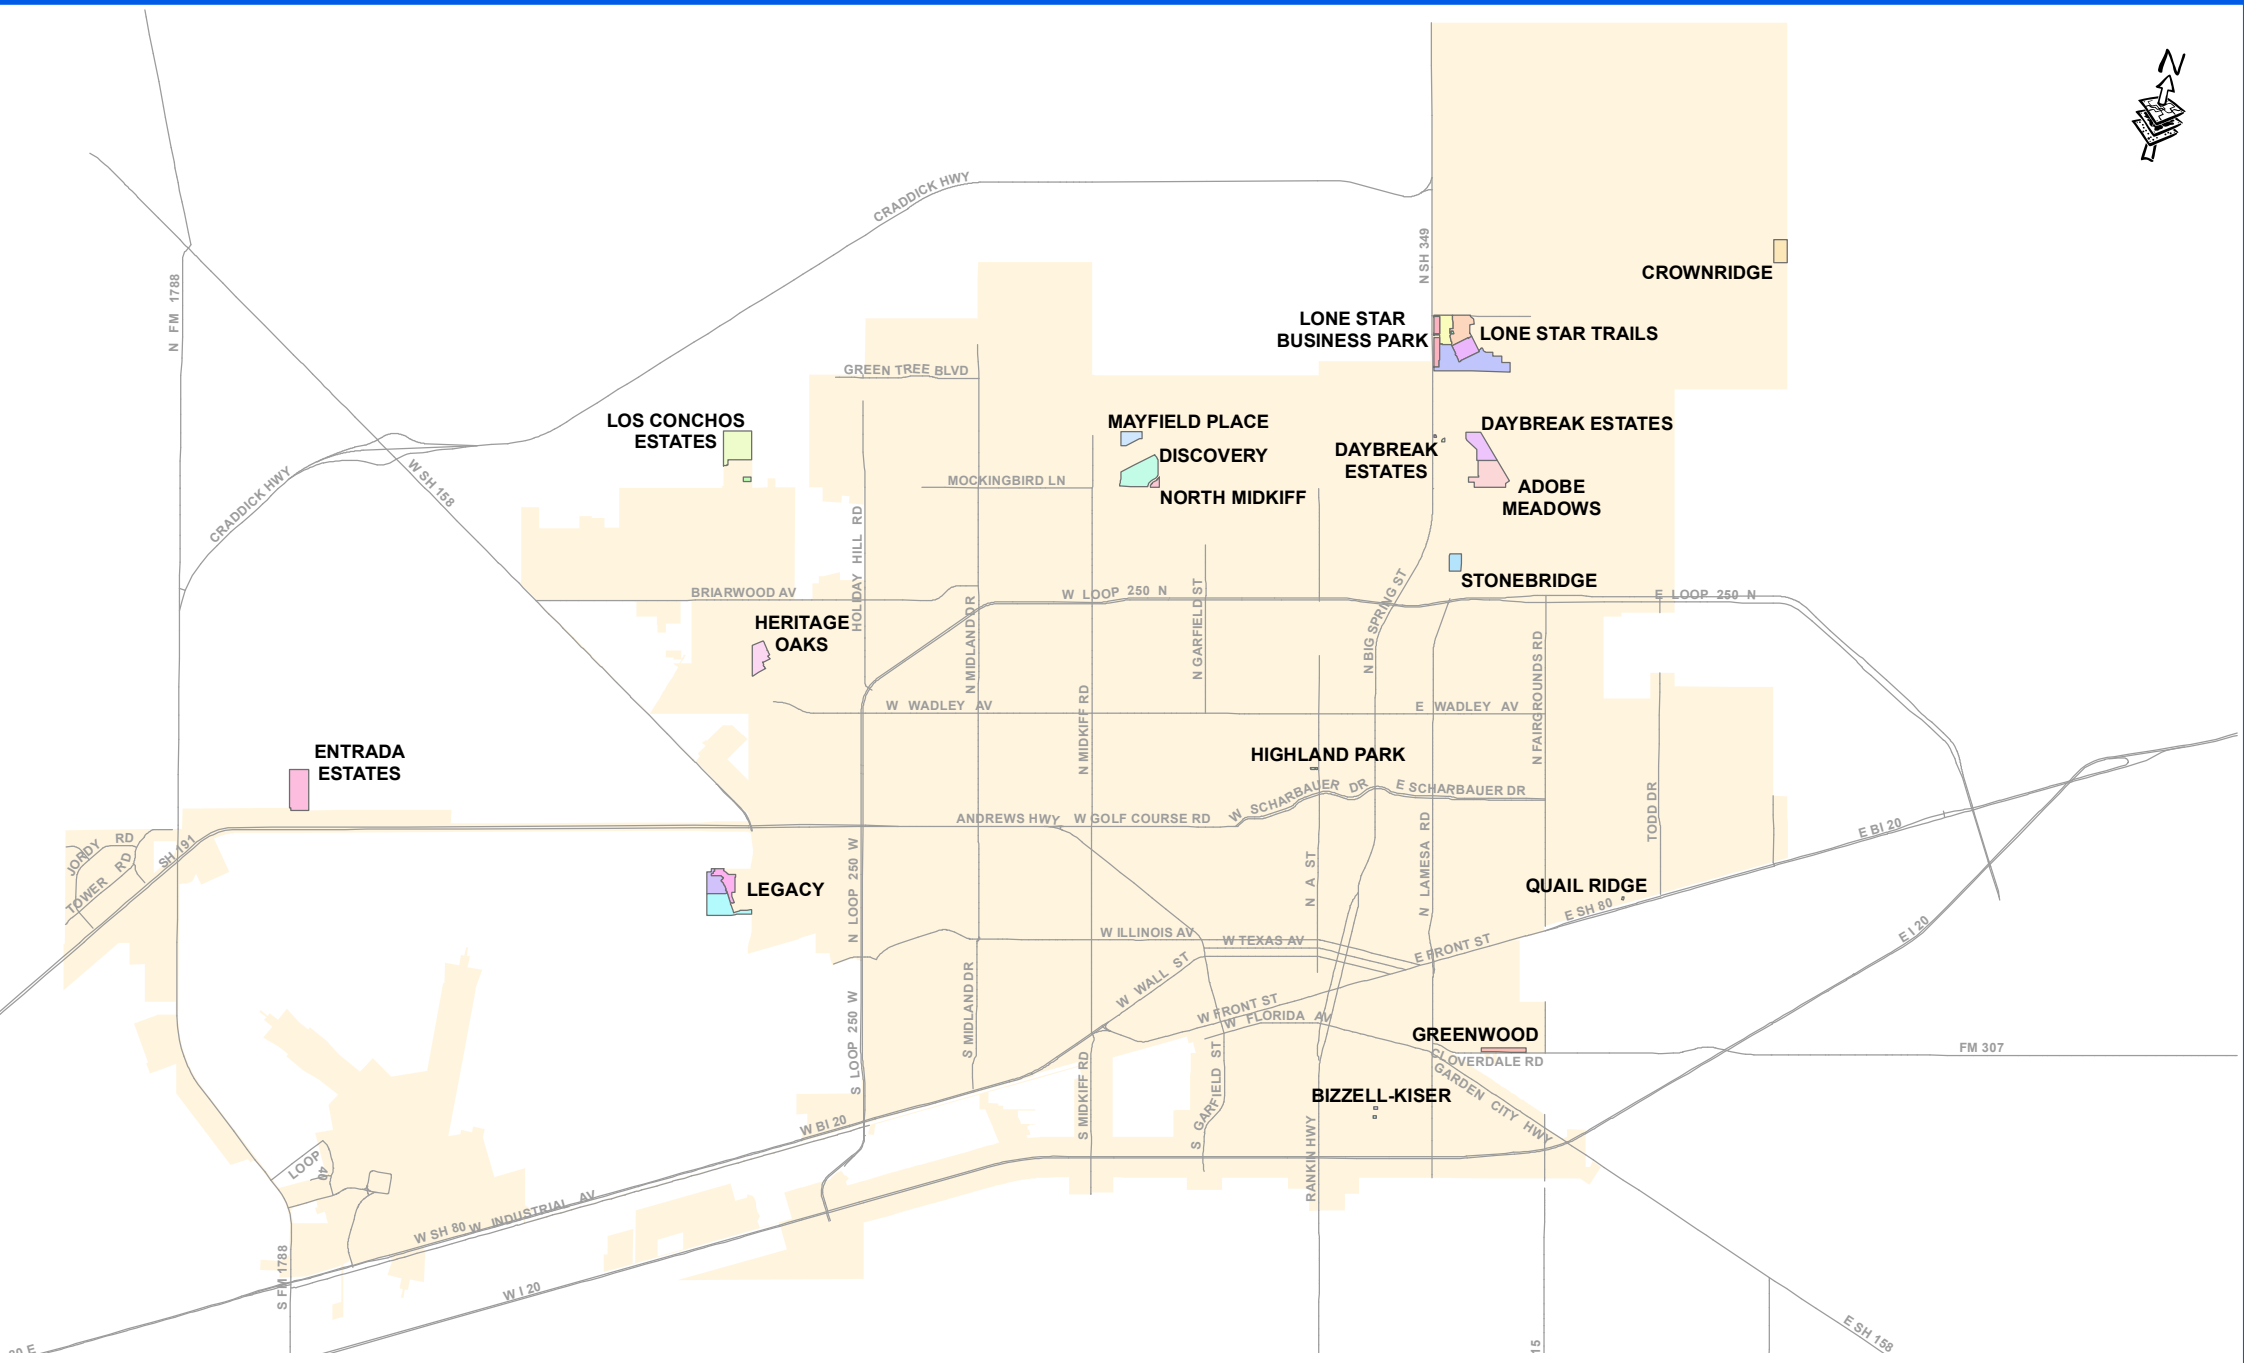 N
CRADDICK HWY
N SH 349
N FM 1788
CROWNRIDGE
LONE STAR
BUSINESS PARK
LONE STAR TRAILS
GREEN TREE BLVD
LOS CONCHOS
ESTATES
MAYFIELD PLACE
DISCOVERY
NORTH MIDKIFF
DAYBREAK ESTATES
DAYBREAK
ESTATES
ADOBE
MEADOWS
W SH 158
CRADDICK HWY
MOCKINGBIRD LN
HOLIDAY HILL RD
STONEBRIDGE
BRIARWOOD AV
W LOOP 250 N
E LOOP 250 N
N GARFIELD ST
N BIG SPRING ST
HERITAGE
OAKS
N MIDLAND DR
N MIDKIFF RD
N FAIRGROUNDS RD
W WADLEY AV
E WADLEY AV
ENTRADA
ESTATES
HIGHLAND PARK
W SCHARBAUER DR
E SCHARBAUER DR
TODD DR
ANDREWS HWY
W GOLF COURSE RD
N LAMESA RD
E BI 20
JORDY RD
TOWER RD
SH 191
LEGACY
N LOOP 250 W
N A ST
QUAIL RIDGE
E SH 80
E I 20
W ILLINOIS AV
W TEXAS AV
E FRONT ST
W WALL ST
S MIDLAND DR
S LOOP 250 W
W FRONT ST
W FLORIDA AV
GREENWOOD
CLOVERDALE RD
FM 307
GARDEN CITY HWY
BIZZELL-KISER
S MIDKIFF RD
S GARFIELD ST
RANKIN HWY
W BI 20
LOOP 40
W SH 80
W INDUSTRIAL AV
S FM 1788
W I 20
E SH 158
20 E
15